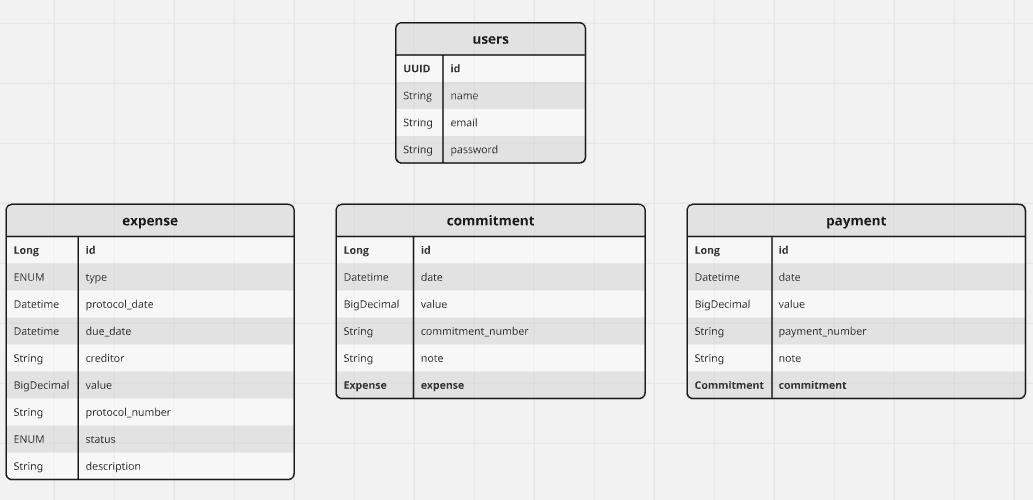 users
UUID id
String name
String email
String password
expense
Long id
ENUM type
Datetime protocol_date
Datetime due_date
String creditor
BigDecimal value
String protocol_number
ENUM status
String description
commitment
Long id
Datetime date
BigDecimal value
String commitment_number
String note
Expense expense
payment
Long id
Datetime date
BigDecimal value
String payment_number
String note
Commitment commitment